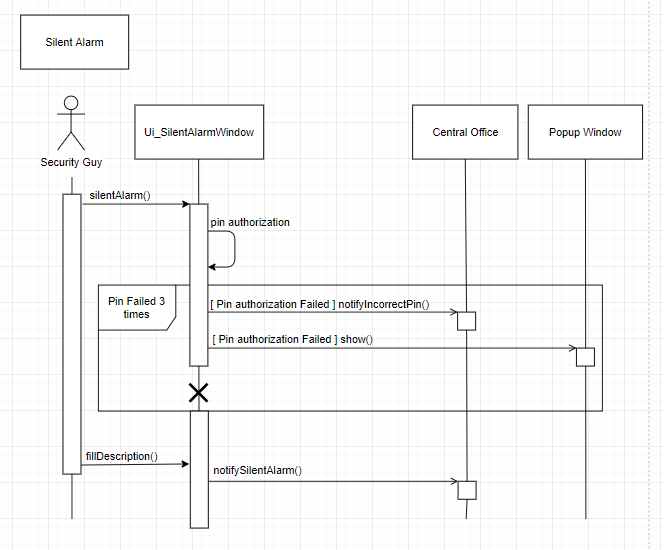 Silent Alarm
Security Guy
Ui_SilentAlarmWindow
Central Office
Popup Window
silentAlarm()
pin authorization
Pin Failed 3
times
[ Pin authorization Failed ] notifyIncorrectPin()
[ Pin authorization Failed ] show()
fillDescription()
notifySilentAlarm()